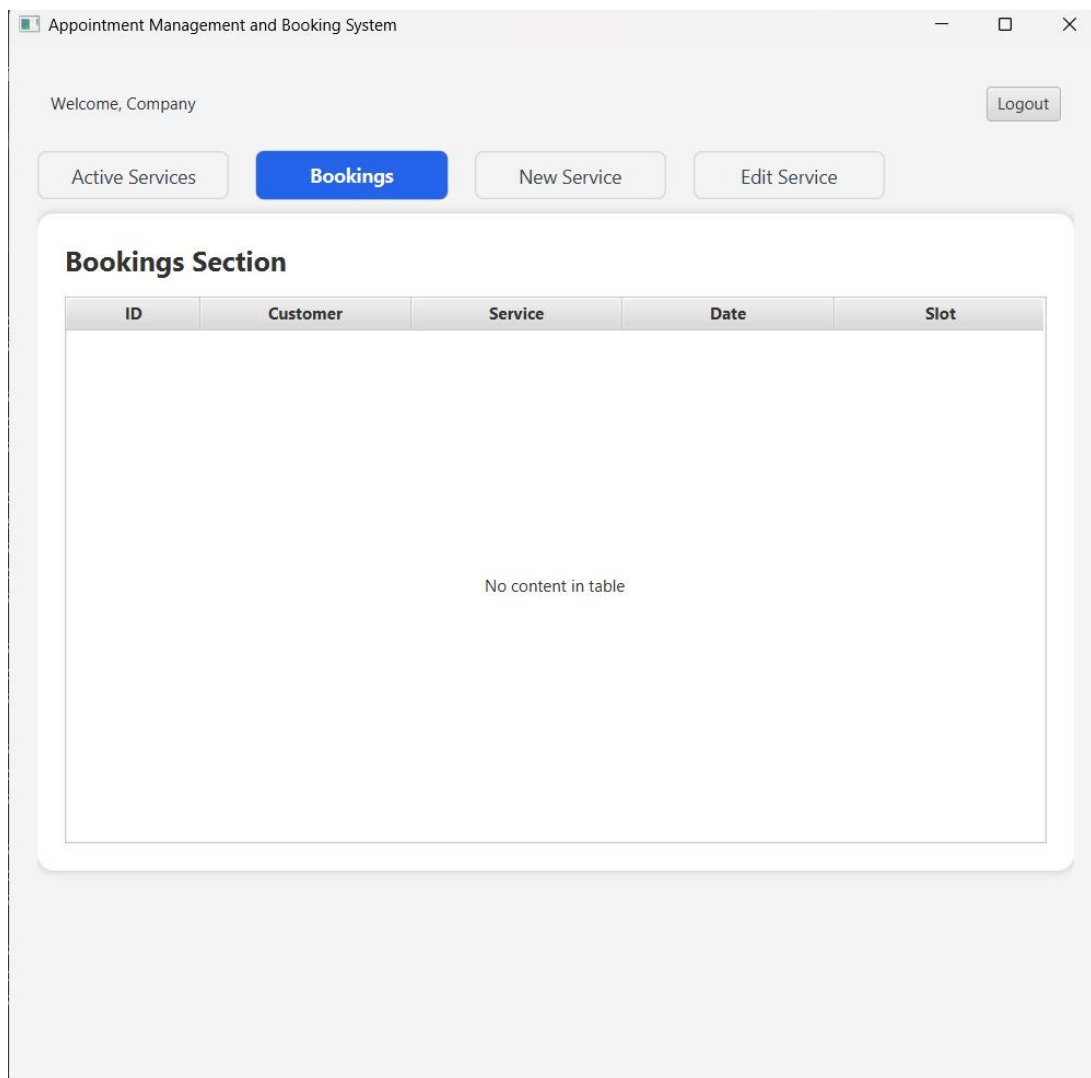 Appointment Management and Booking System
Welcome, Company
Logout
Active Services
Bookings
New Service
Edit Service
Bookings Section
ID Customer Service Date Slot
No content in table